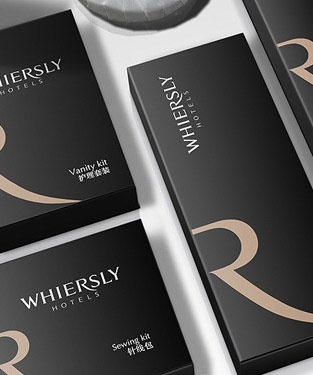 WHIERSLY
HOTELS
Vanity kit
护理套装
WHIERSLY
HOTELS
WHIERSLY
HOTELS
Sewing kit
针线包